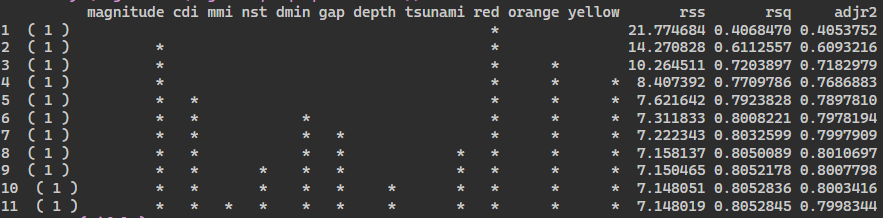 magnitude cdi mmi nst dmin gap depth tsunami red orange yellow rss rsq adjr2
1 ( 1 ) * 21.774684 0.4068470 0.4053752
2 ( 1 ) * * 14.270828 0.6112557 0.6093216
3 ( 1 ) * * * 10.264511 0.7203897 0.7182979
4 ( 1 ) * * * * 8.407392 0.7709786 0.7686883
5 ( 1 ) * * * * * 7.621642 0.7923828 0.7897810
6 ( 1 ) * * * * * * 7.311833 0.8008221 0.7978194
7 ( 1 ) * * * * * * * 7.222343 0.8032599 0.7997909
8 ( 1 ) * * * * * * * * 7.158137 0.8050089 0.8010697
9 ( 1 ) * * * * * * * * * 7.150465 0.8052178 0.8007798
10 ( 1 ) * * * * * * * * * * 7.148051 0.8052836 0.8003416
11 ( 1 ) * * * * * * * * * * * 7.148019 0.8052845 0.7998344